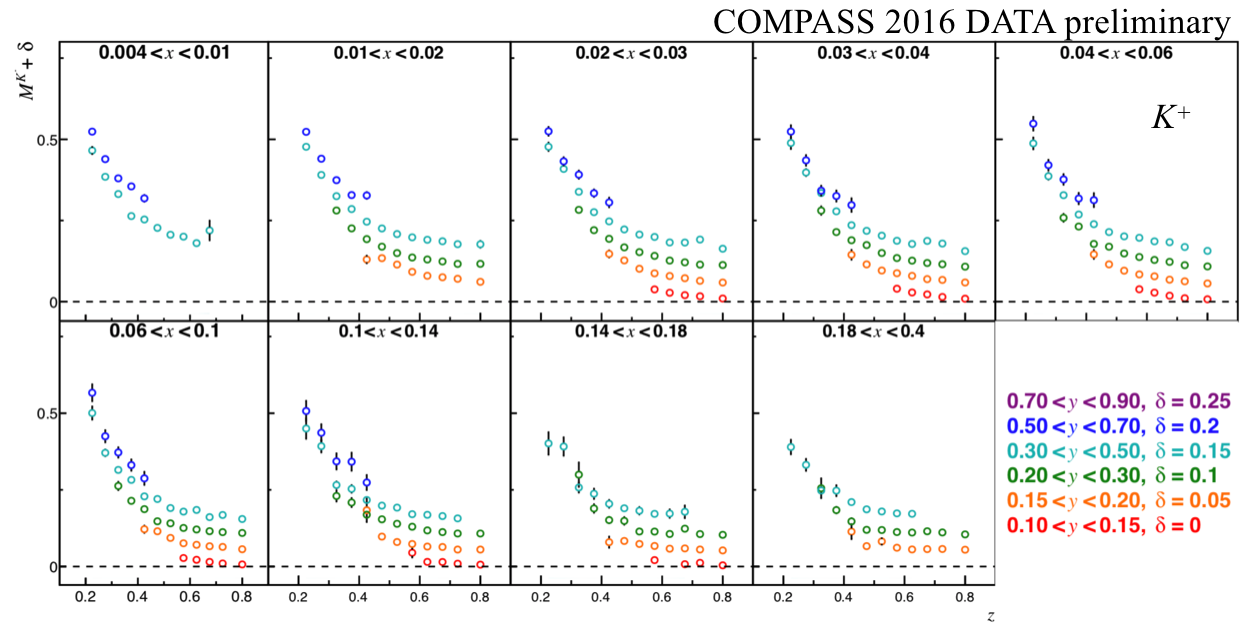 COMPASS 2016 DATA preliminary
M^K + δ
0.004 < x < 0.01
0.01 < x < 0.02
0.02 < x < 0.03
0.03 < x < 0.04
0.04 < x < 0.06
K⁺
0.5
0
0.06 < x < 0.1
0.1 < x < 0.14
0.14 < x < 0.18
0.18 < x < 0.4
0.5
0
0.70 < y < 0.90, δ = 0.25
0.50 < y < 0.70, δ = 0.2
0.30 < y < 0.50, δ = 0.15
0.20 < y < 0.30, δ = 0.1
0.15 < y < 0.20, δ = 0.05
0.10 < y < 0.15, δ = 0
0.2 0.4 0.6 0.8 0.2 0.4 0.6 0.8 0.2 0.4 0.6 0.8 0.2 0.4 0.6 0.8
z